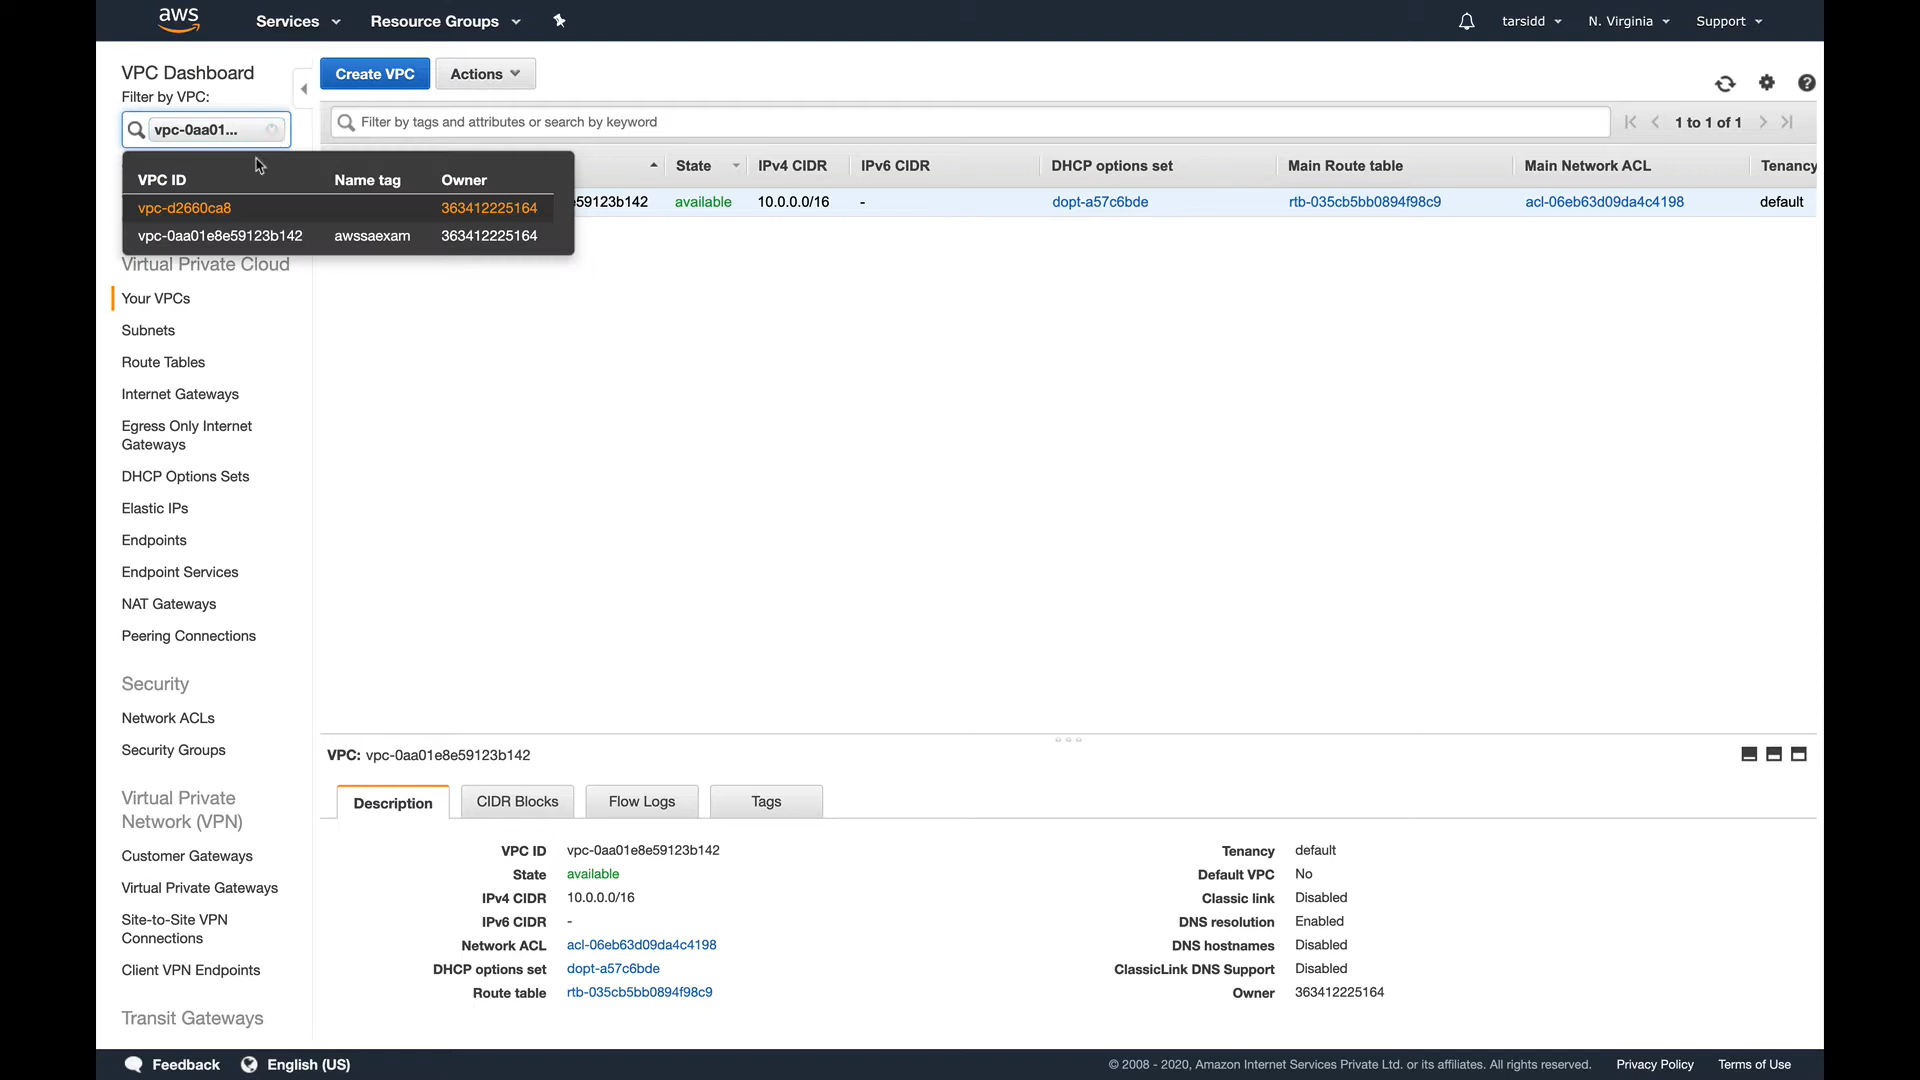 aws Services Resource Groups tarsidd N. Virginia Support
VPC Dashboard
Filter by VPC:
vpc-0aa01...
Create VPC Actions
Filter by tags and attributes or search by keyword
1 to 1 of 1
VPC ID Name tag Owner
vpc-d2660ca8 363412225164
vpc-0aa01e8e59123b142 awssaexam 363412225164
State IPv4 CIDR IPv6 CIDR DHCP options set Main Route table Main Network ACL Tenancy
59123b142 available 10.0.0.0/16 - dopt-a57c6bde rtb-035cb5bb0894f98c9 acl-06eb63d09da4c4198 default
Virtual Private Cloud
Your VPCs
Subnets
Route Tables
Internet Gateways
Egress Only Internet
Gateways
DHCP Options Sets
Elastic IPs
Endpoints
Endpoint Services
NAT Gateways
Peering Connections
Security
Network ACLs
Security Groups
Virtual Private
Network (VPN)
Customer Gateways
Virtual Private Gateways
Site-to-Site VPN
Connections
Client VPN Endpoints
Transit Gateways
VPC: vpc-0aa01e8e59123b142
Description CIDR Blocks Flow Logs Tags
VPC ID vpc-0aa01e8e59123b142
State available
IPv4 CIDR 10.0.0.0/16
IPv6 CIDR -
Network ACL acl-06eb63d09da4c4198
DHCP options set dopt-a57c6bde
Route table rtb-035cb5bb0894f98c9
Tenancy default
Default VPC No
Classic link Disabled
DNS resolution Enabled
DNS hostnames Disabled
ClassicLink DNS Support Disabled
Owner 363412225164
Feedback English (US) © 2008 - 2020, Amazon Internet Services Private Ltd. or its affiliates. All rights reserved. Privacy Policy Terms of Use